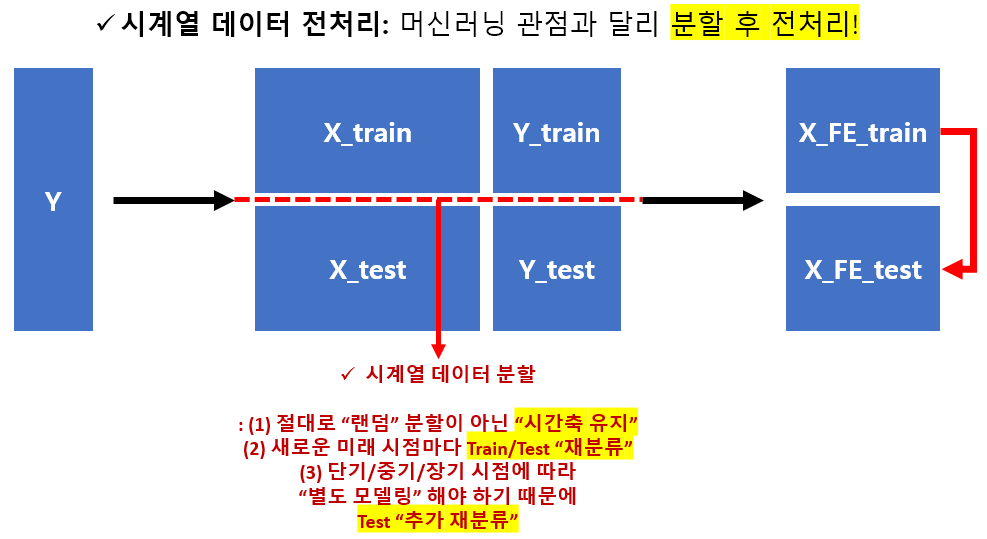 ✓ 시계열 데이터 전처리: 머신러닝 관점과 달리 분할 후 전처리!
Y
X_train
Y_train
X_test
Y_test
X_FE_train
X_FE_test
✓ 시계열 데이터 분할
: (1) 절대로 “랜덤” 분할이 아닌 “시간축 유지”
(2) 새로운 미래 시점마다 Train/Test “재분류”
(3) 단기/중기/장기 시점에 따라
“별도 모델링” 해야 하기 때문에
Test “추가 재분류”